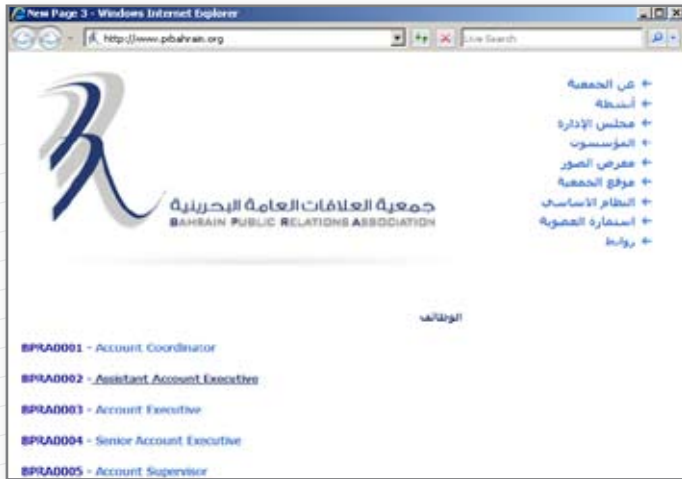 New Page 3 - Windows Internet Explorer
http://www.prbahrain.org
Live Search
عن الجمعية
أنشطة
مجلس الإدارة
المؤسسون
معرض الصور
موقع الجمعية
النظام الاساسي
استمارة العضوية
روابط
جمعية العلاقات العامة البحرينية
BAHRAIN PUBLIC RELATIONS ASSOCIATION
الوظائف
BPRA0001 - Account Coordinator
BPRA0002 - Assistant Account Executive
BPRA0003 - Account Executive
BPRA0004 - Senior Account Executive
BPRA0005 - Account Supervisor